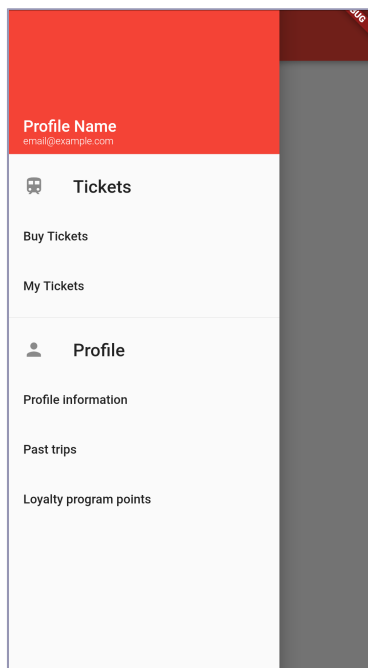 Profile Name
email@example.com
Tickets
Buy Tickets
My Tickets
Profile
Profile information
Past trips
Loyalty program points